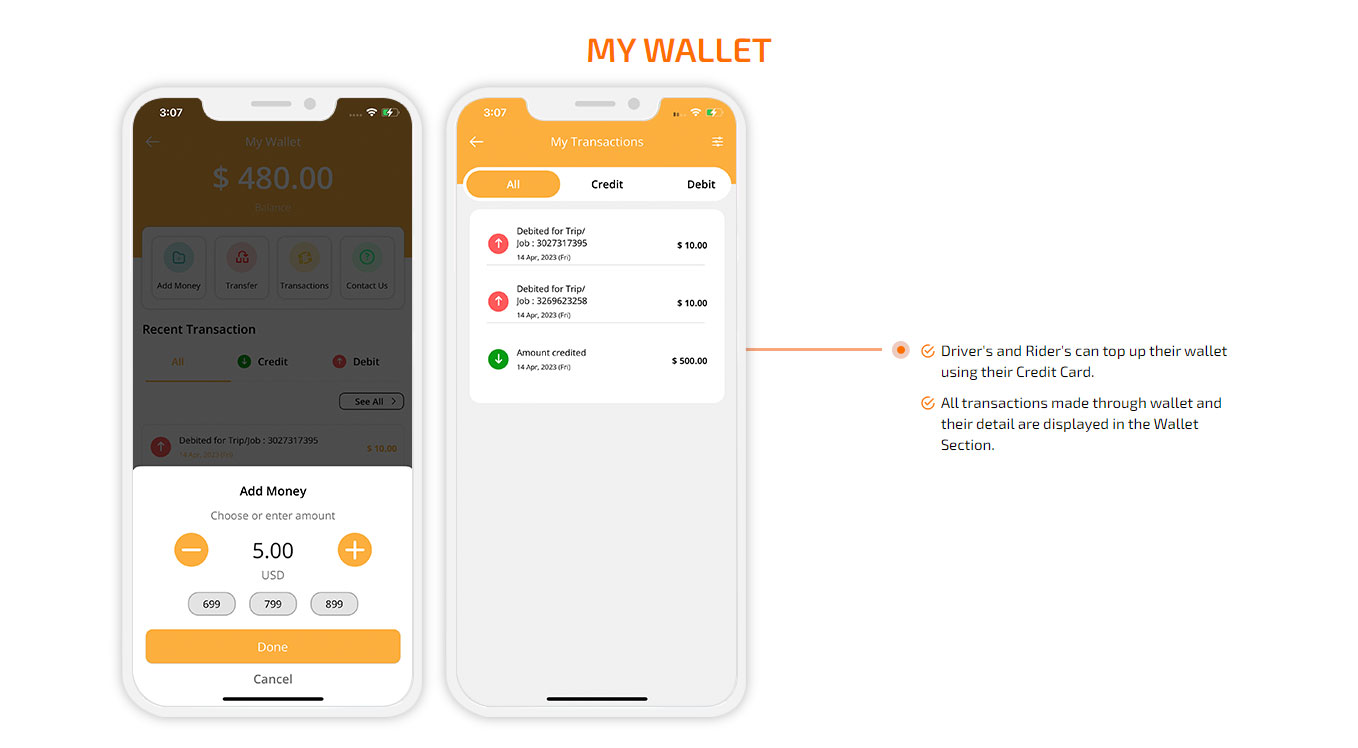 MY WALLET
3:07
My Wallet
$ 480.00
Balance
Add Money
Transfer
Transactions
Contact Us
Recent Transaction
All
Credit
Debit
See All
Debited for Trip/Job : 3027317395
14 Apr, 2023 (Fri)
$ 10.00
Add Money
Choose or enter amount
5.00
USD
699
799
899
Done
Cancel
3:07
My Transactions
All
Credit
Debit
Debited for Trip/
Job : 3027317395
14 Apr, 2023 (Fri)
$ 10.00
Debited for Trip/
Job : 3269623258
14 Apr, 2023 (Fri)
$ 10.00
Amount credited
14 Apr, 2023 (Fri)
$ 500.00
Driver's and Rider's can top up their wallet
using their Credit Card.
All transactions made through wallet and
their detail are displayed in the Wallet
Section.